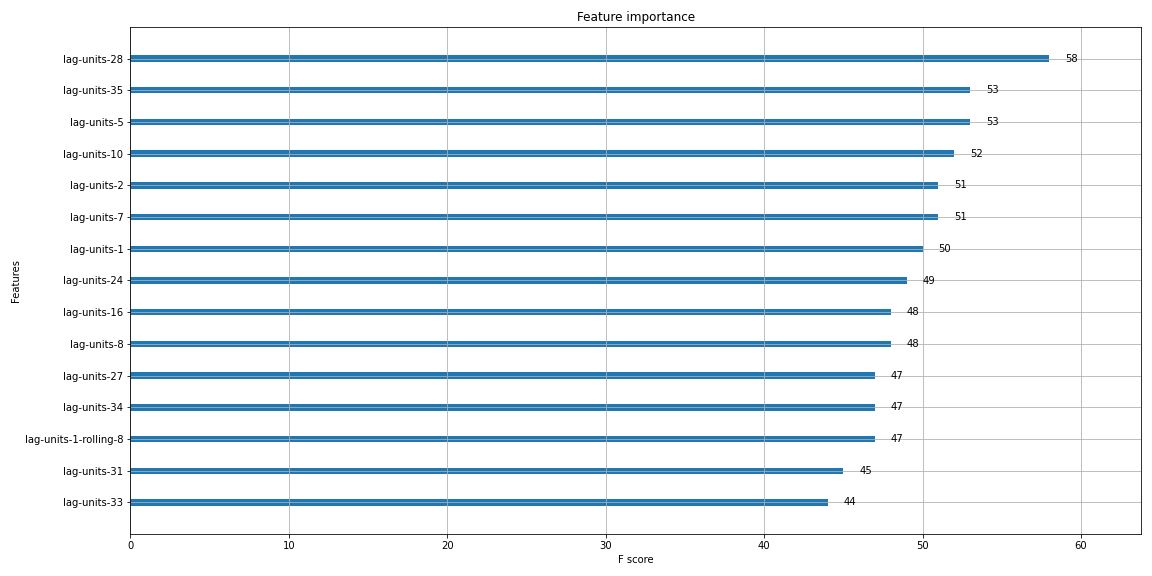 Feature importance
lag-units-28 58
lag-units-35 53
lag-units-5 53
lag-units-10 52
lag-units-2 51
lag-units-7 51
lag-units-1 50
lag-units-24 49
lag-units-16 48
lag-units-8 48
lag-units-27 47
lag-units-34 47
lag-units-1-rolling-8 47
lag-units-31 45
lag-units-33 44
Features
0 10 20 30 40 50 60
F score